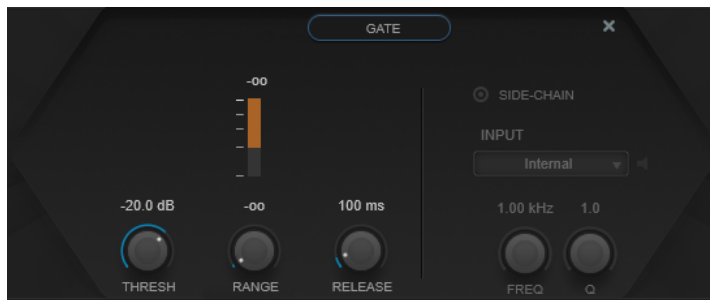 GATE
-oo
SIDE-CHAIN
INPUT
Internal
-20.0 dB
-oo
100 ms
1.00 kHz
1.0
THRESH
RANGE
RELEASE
FREQ
Q